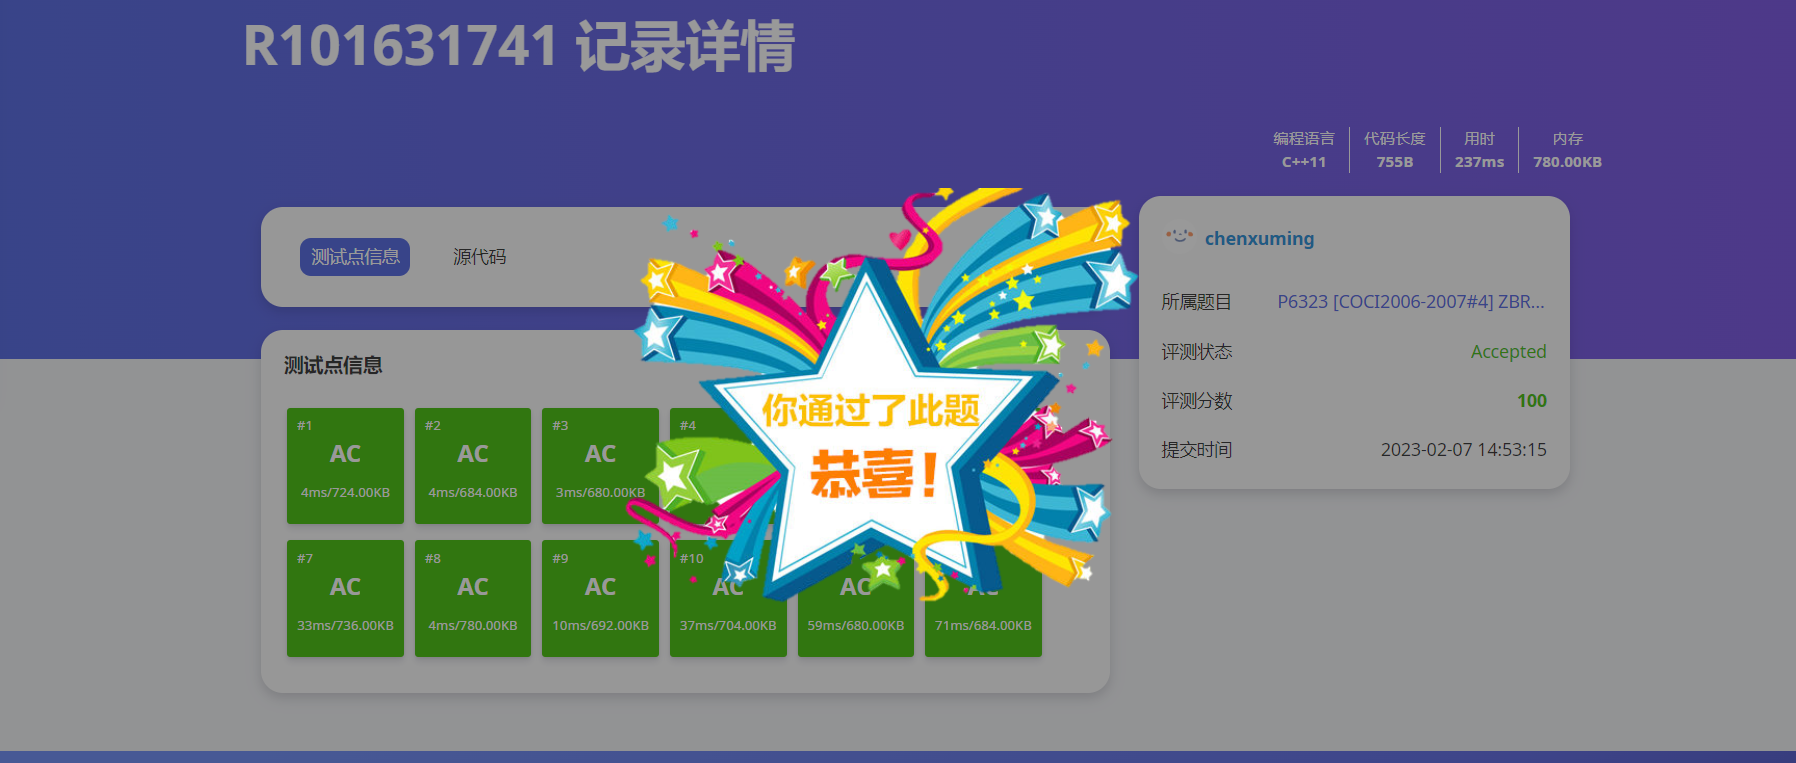 R101631741 记录详情
编程语言 代码长度 用时 内存
C++11 755B 237ms 780.00KB
测试点信息 源代码
chenxuming
所属题目 P6323 [COCI2006-2007#4] ZBR...
评测状态 Accepted
评测分数 100
提交时间 2023-02-07 14:53:15
测试点信息
#1 #2 #3 #4
AC AC AC
4ms/724.00KB 4ms/684.00KB 3ms/680.00KB
你通过了此题
恭喜!
#7 #8 #9 #10
AC AC AC AC AC AC
33ms/736.00KB 4ms/780.00KB 10ms/692.00KB 37ms/704.00KB 59ms/680.00KB 71ms/684.00KB